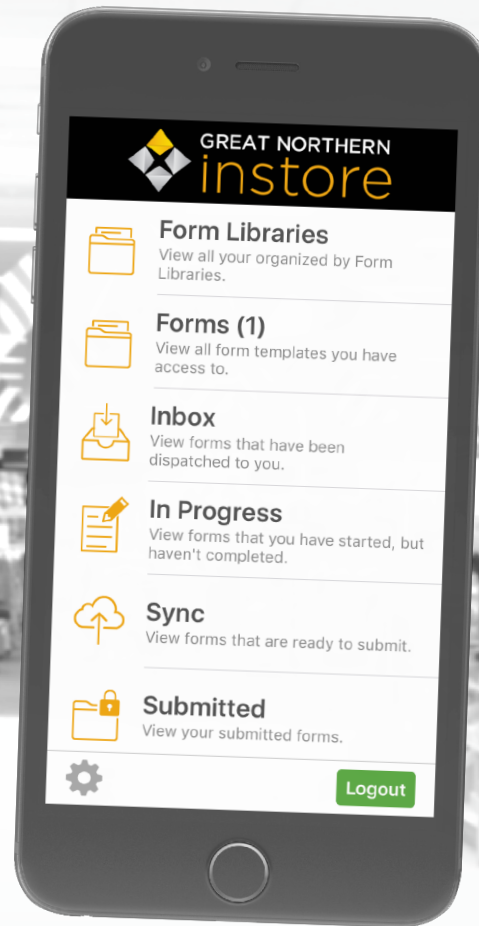 GREAT NORTHERN
instore
Form Libraries
View all your organized by Form
Libraries.
Forms (1)
View all form templates you have
access to.
Inbox
View forms that have been
dispatched to you.
In Progress
View forms that you have started, but
haven't completed.
Sync
View forms that are ready to submit.
Submitted
View your submitted forms.
Logout